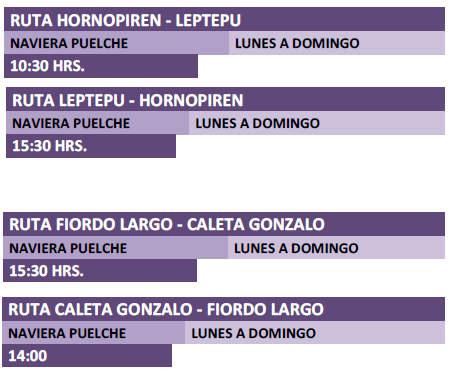 RUTA HORNOPIREN - LEPTEPU
NAVIERA PUELCHE LUNES A DOMINGO
10:30 HRS.
RUTA LEPTEPU - HORNOPIREN
NAVIERA PUELCHE LUNES A DOMINGO
15:30 HRS.
RUTA FIORDO LARGO - CALETA GONZALO
NAVIERA PUELCHE LUNES A DOMINGO
15:30 HRS.
RUTA CALETA GONZALO - FIORDO LARGO
NAVIERA PUELCHE LUNES A DOMINGO
14:00